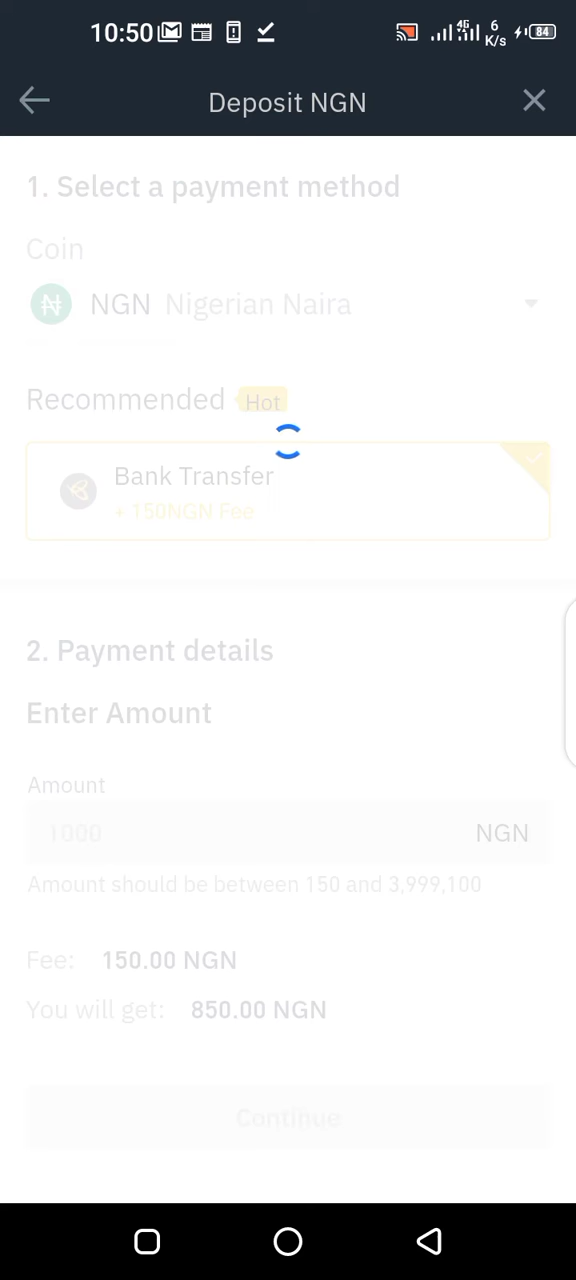 10:50
4G
6
K/s
84
Deposit NGN
1. Select a payment method
Coin
NGN Nigerian Naira
Recommended Hot
Bank Transfer
+ 150NGN Fee
2. Payment details
Enter Amount
Amount
1000 NGN
Amount should be between 150 and 3,999,100
Fee: 150.00 NGN
You will get: 850.00 NGN
Continue